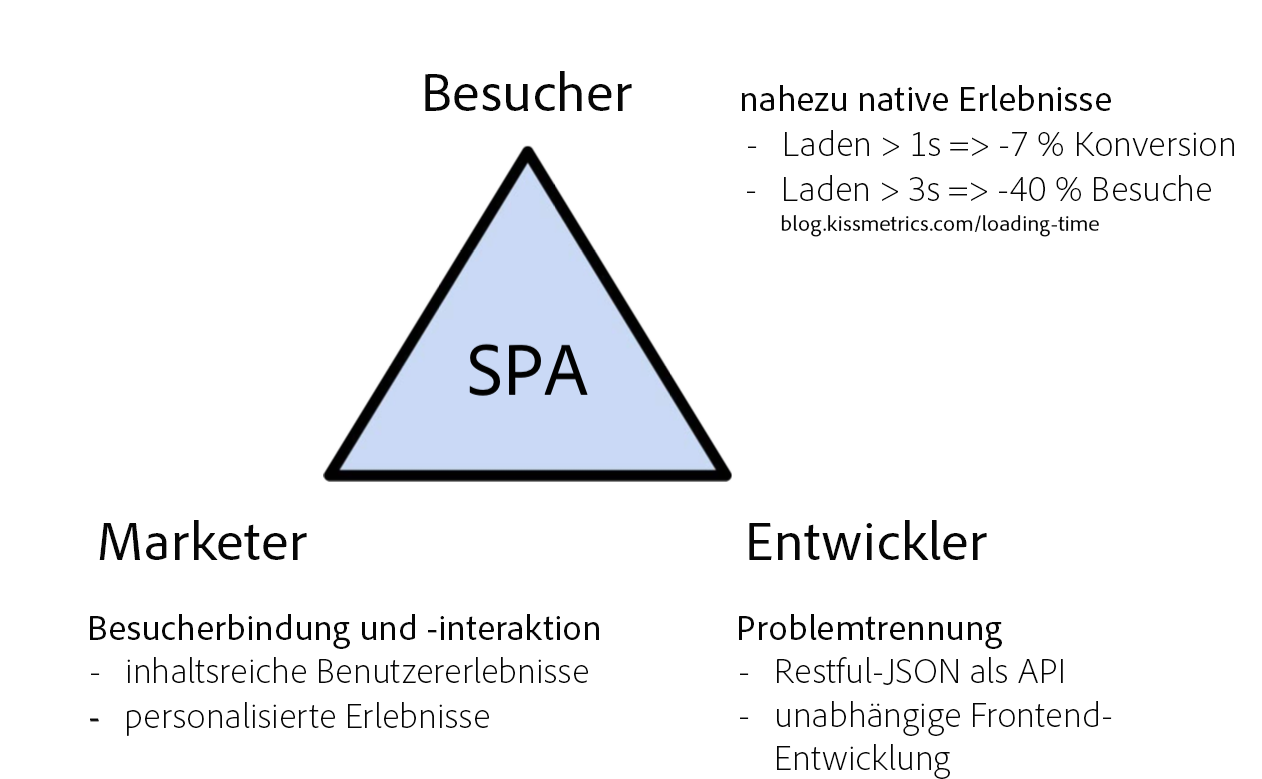 Besucher
nahezu native Erlebnisse
- Laden > 1s => -7 % Konversion
- Laden > 3s => -40 % Besuche
blog.kissmetrics.com/loading-time
SPA
Marketer
Besucherbindung und -interaktion
- inhaltsreiche Benutzererlebnisse
- personalisierte Erlebnisse
Entwickler
Problemtrennung
- Restful-JSON als API
- unabhängige Frontend-
Entwicklung